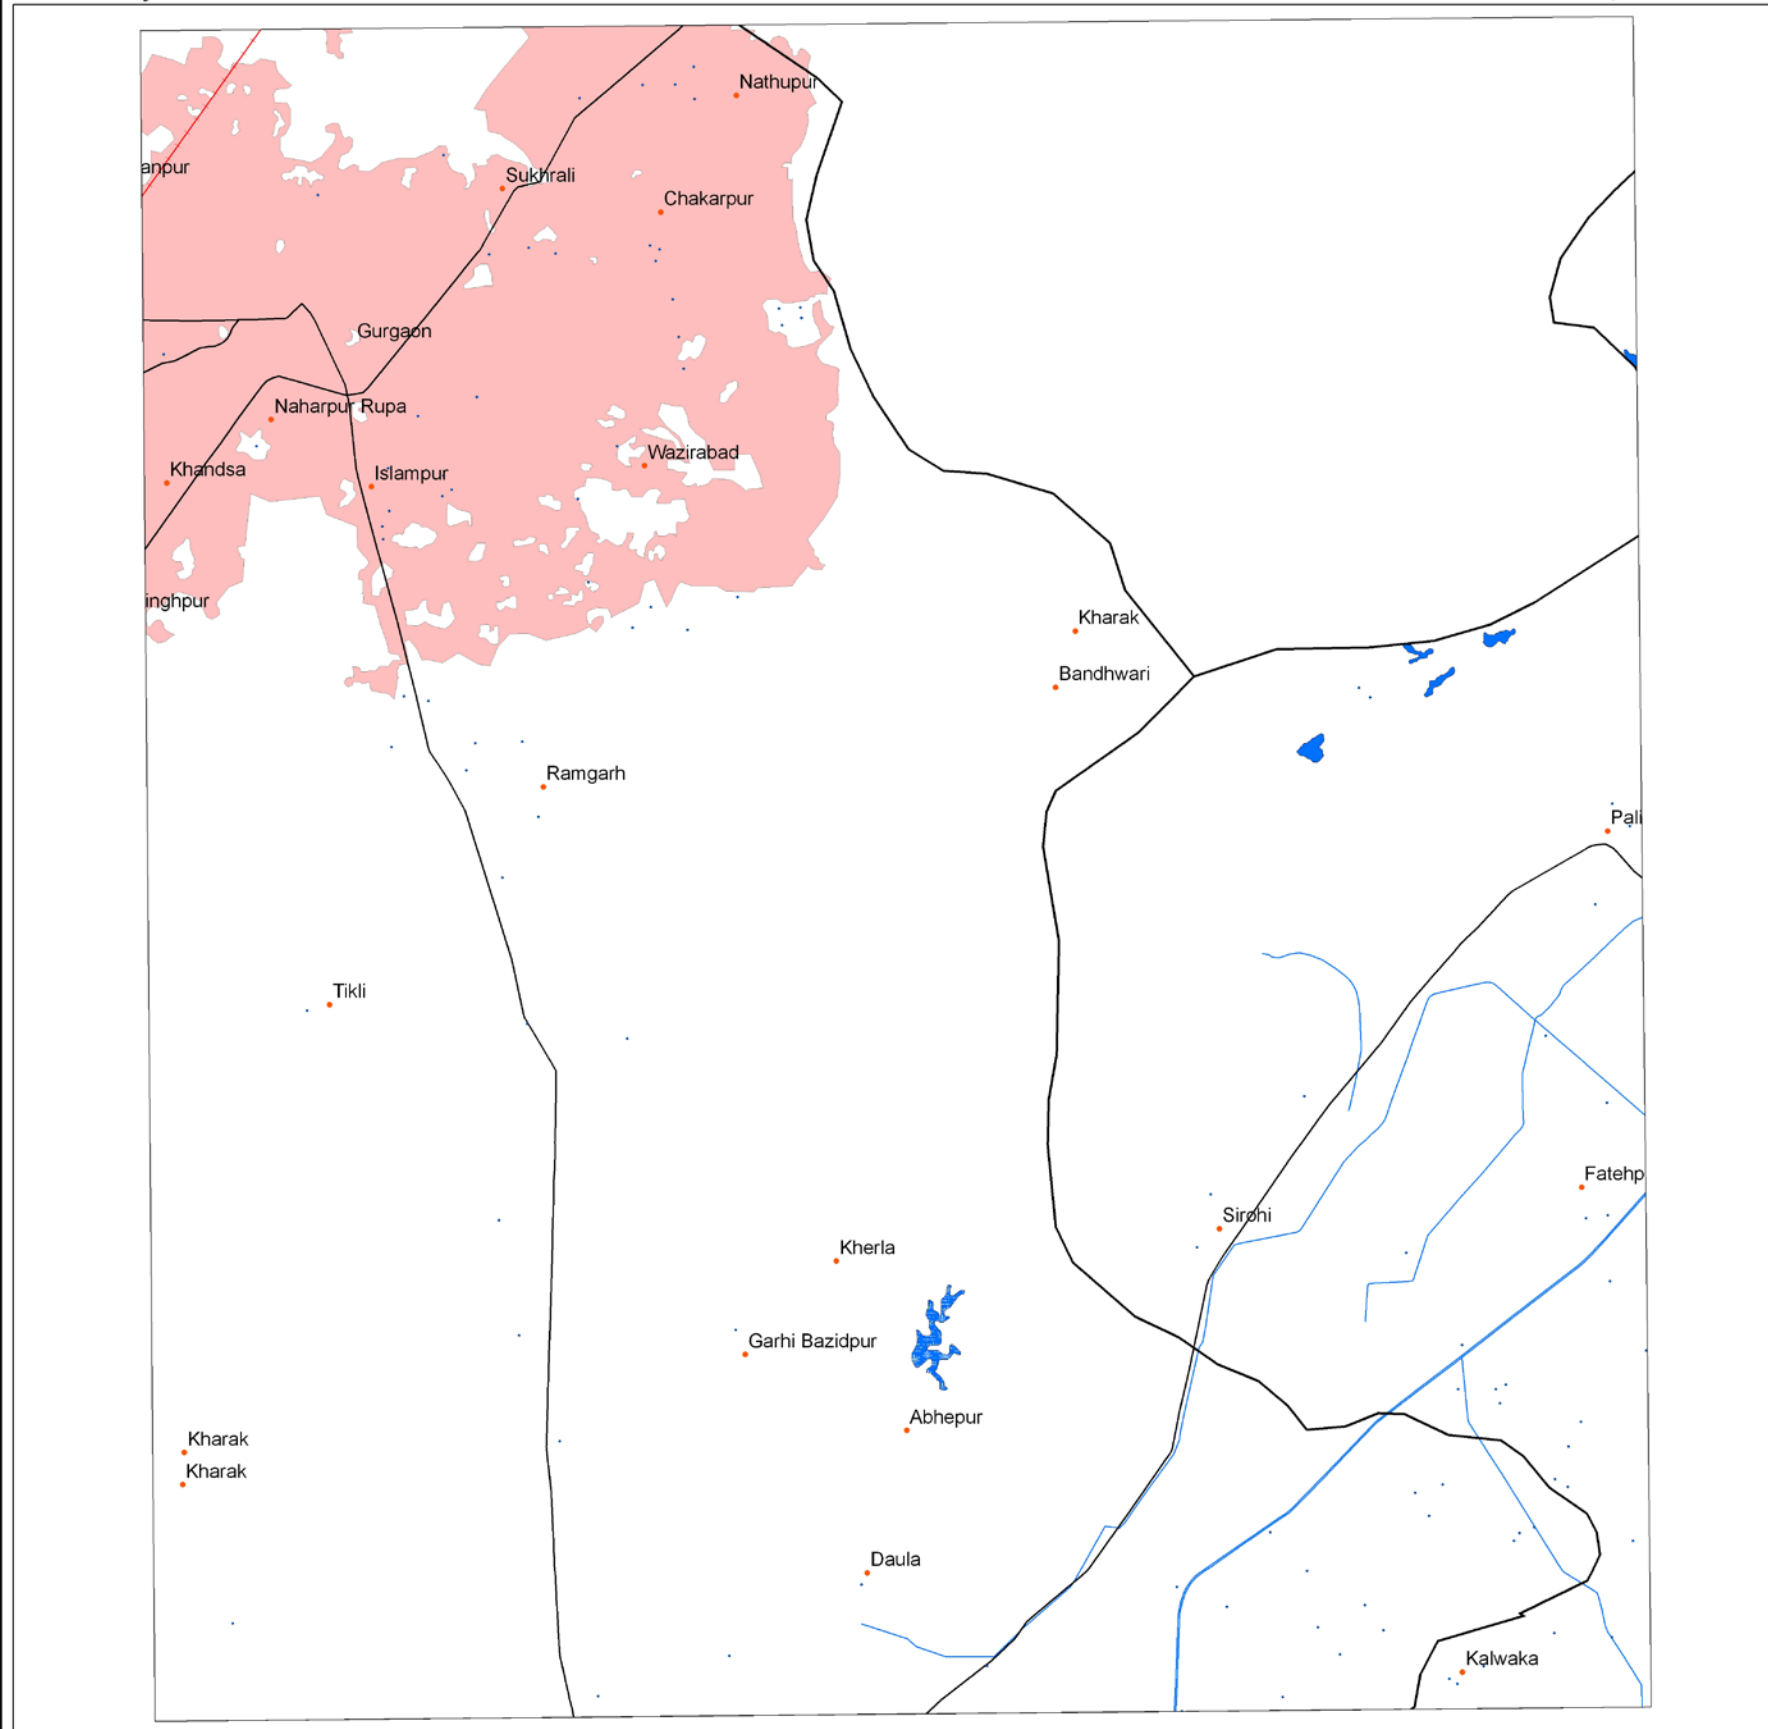 Nathupur
anpur
Sukhrali
Chakarpur
Gurgaon
Naharpur Rupa
Wazirabad
Khandsa
Islampur
inghpur
Kharak
Bandhwari
Ramgarh
Pali
Tikli
Fatehp
Sirohi
Kherla
Garhi Bazidpur
Abhepur
Kharak
Kharak
Daula
Kalwaka